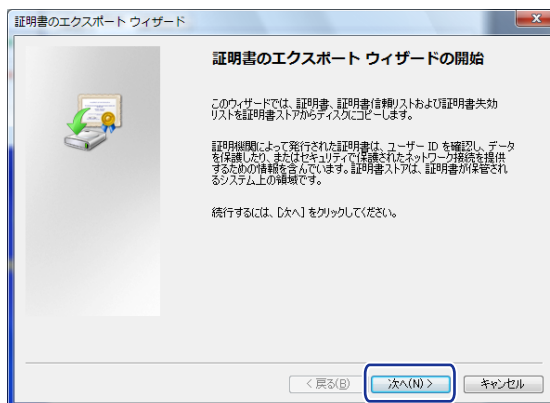 証明書のエクスポート ウィザード
証明書のエクスポート ウィザードの開始
このウィザードでは、証明書、証明書信頼リストおよび証明書失効
リストを証明書ストアからディスクにコピーします。
証明機関によって発行された証明書は、ユーザー ID を確認し、データ
を保護したり、またはセキュリティで保護されたネットワーク接続を提供
するための情報を含んでいます。証明書ストアは、証明書が保管され
るシステム上の領域です。
続行するには、[次へ] をクリックしてください。
< 戻る(B)
次へ(N) >
キャンセル